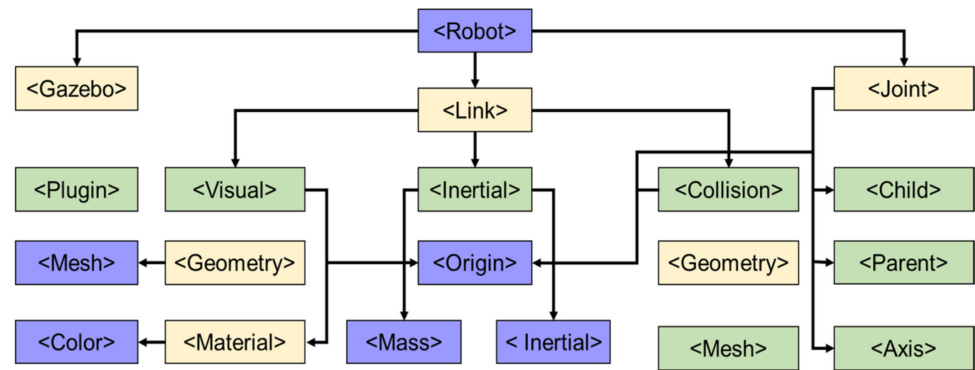 <Robot>
<Gazebo>
<Joint>
<Link>
<Plugin>
<Visual>
<Inertial>
<Collision>
<Child>
<Mesh>
<Geometry>
<Origin>
<Geometry>
<Parent>
<Color>
<Material>
<Mass>
< Inertial>
<Mesh>
<Axis>